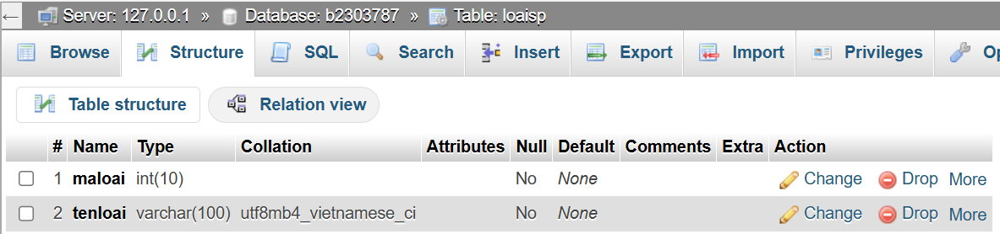 ← Server: 127.0.0.1 » Database: b2303787 » Table: loaisp
Browse Structure SQL Search Insert Export Import Privileges
Table structure Relation view
# Name Type Collation Attributes Null Default Comments Extra Action
1 maloai int(10) No None Change Drop More
2 tenloai varchar(100) utf8mb4_vietnamese_ci No None Change Drop More